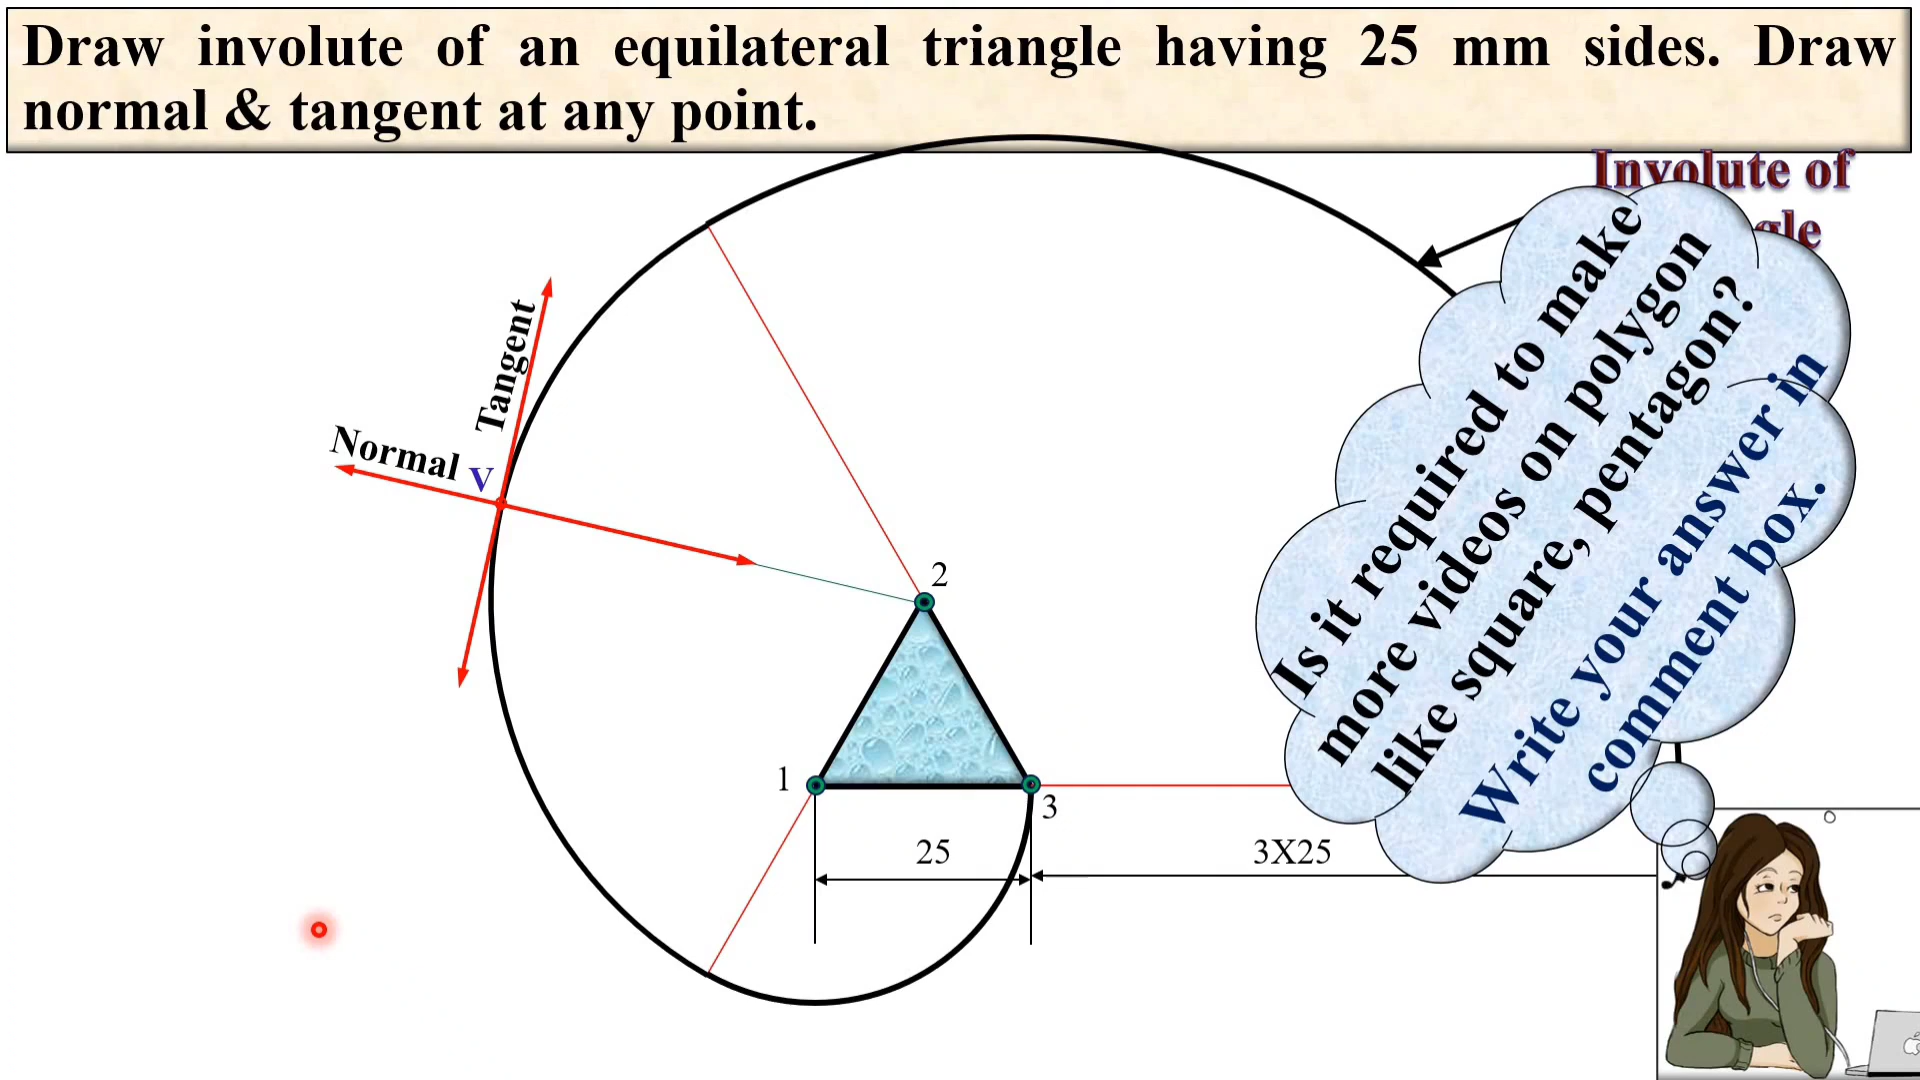 Draw involute of an equilateral triangle having 25 mm sides. Draw
normal & tangent at any point.
Involute of
gle
Is it required to make
more videos on polygon
like square, pentagon?
Write your answer in
comment box.
Tangent
Normal
V
2
1
3
25
3X25